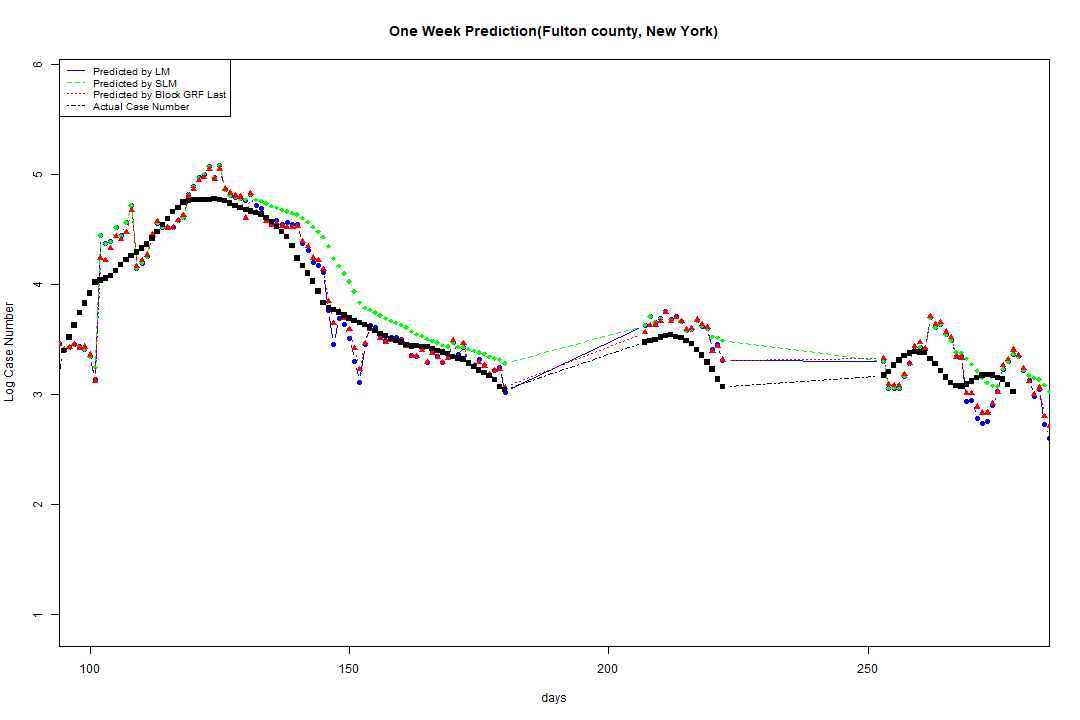 One Week Prediction(Fulton county, New York)
Predicted by LM
Predicted by SLM
Predicted by Block GRF Last
Actual Case Number
6
5
4
3
2
1
Log Case Number
100
150
200
250
days